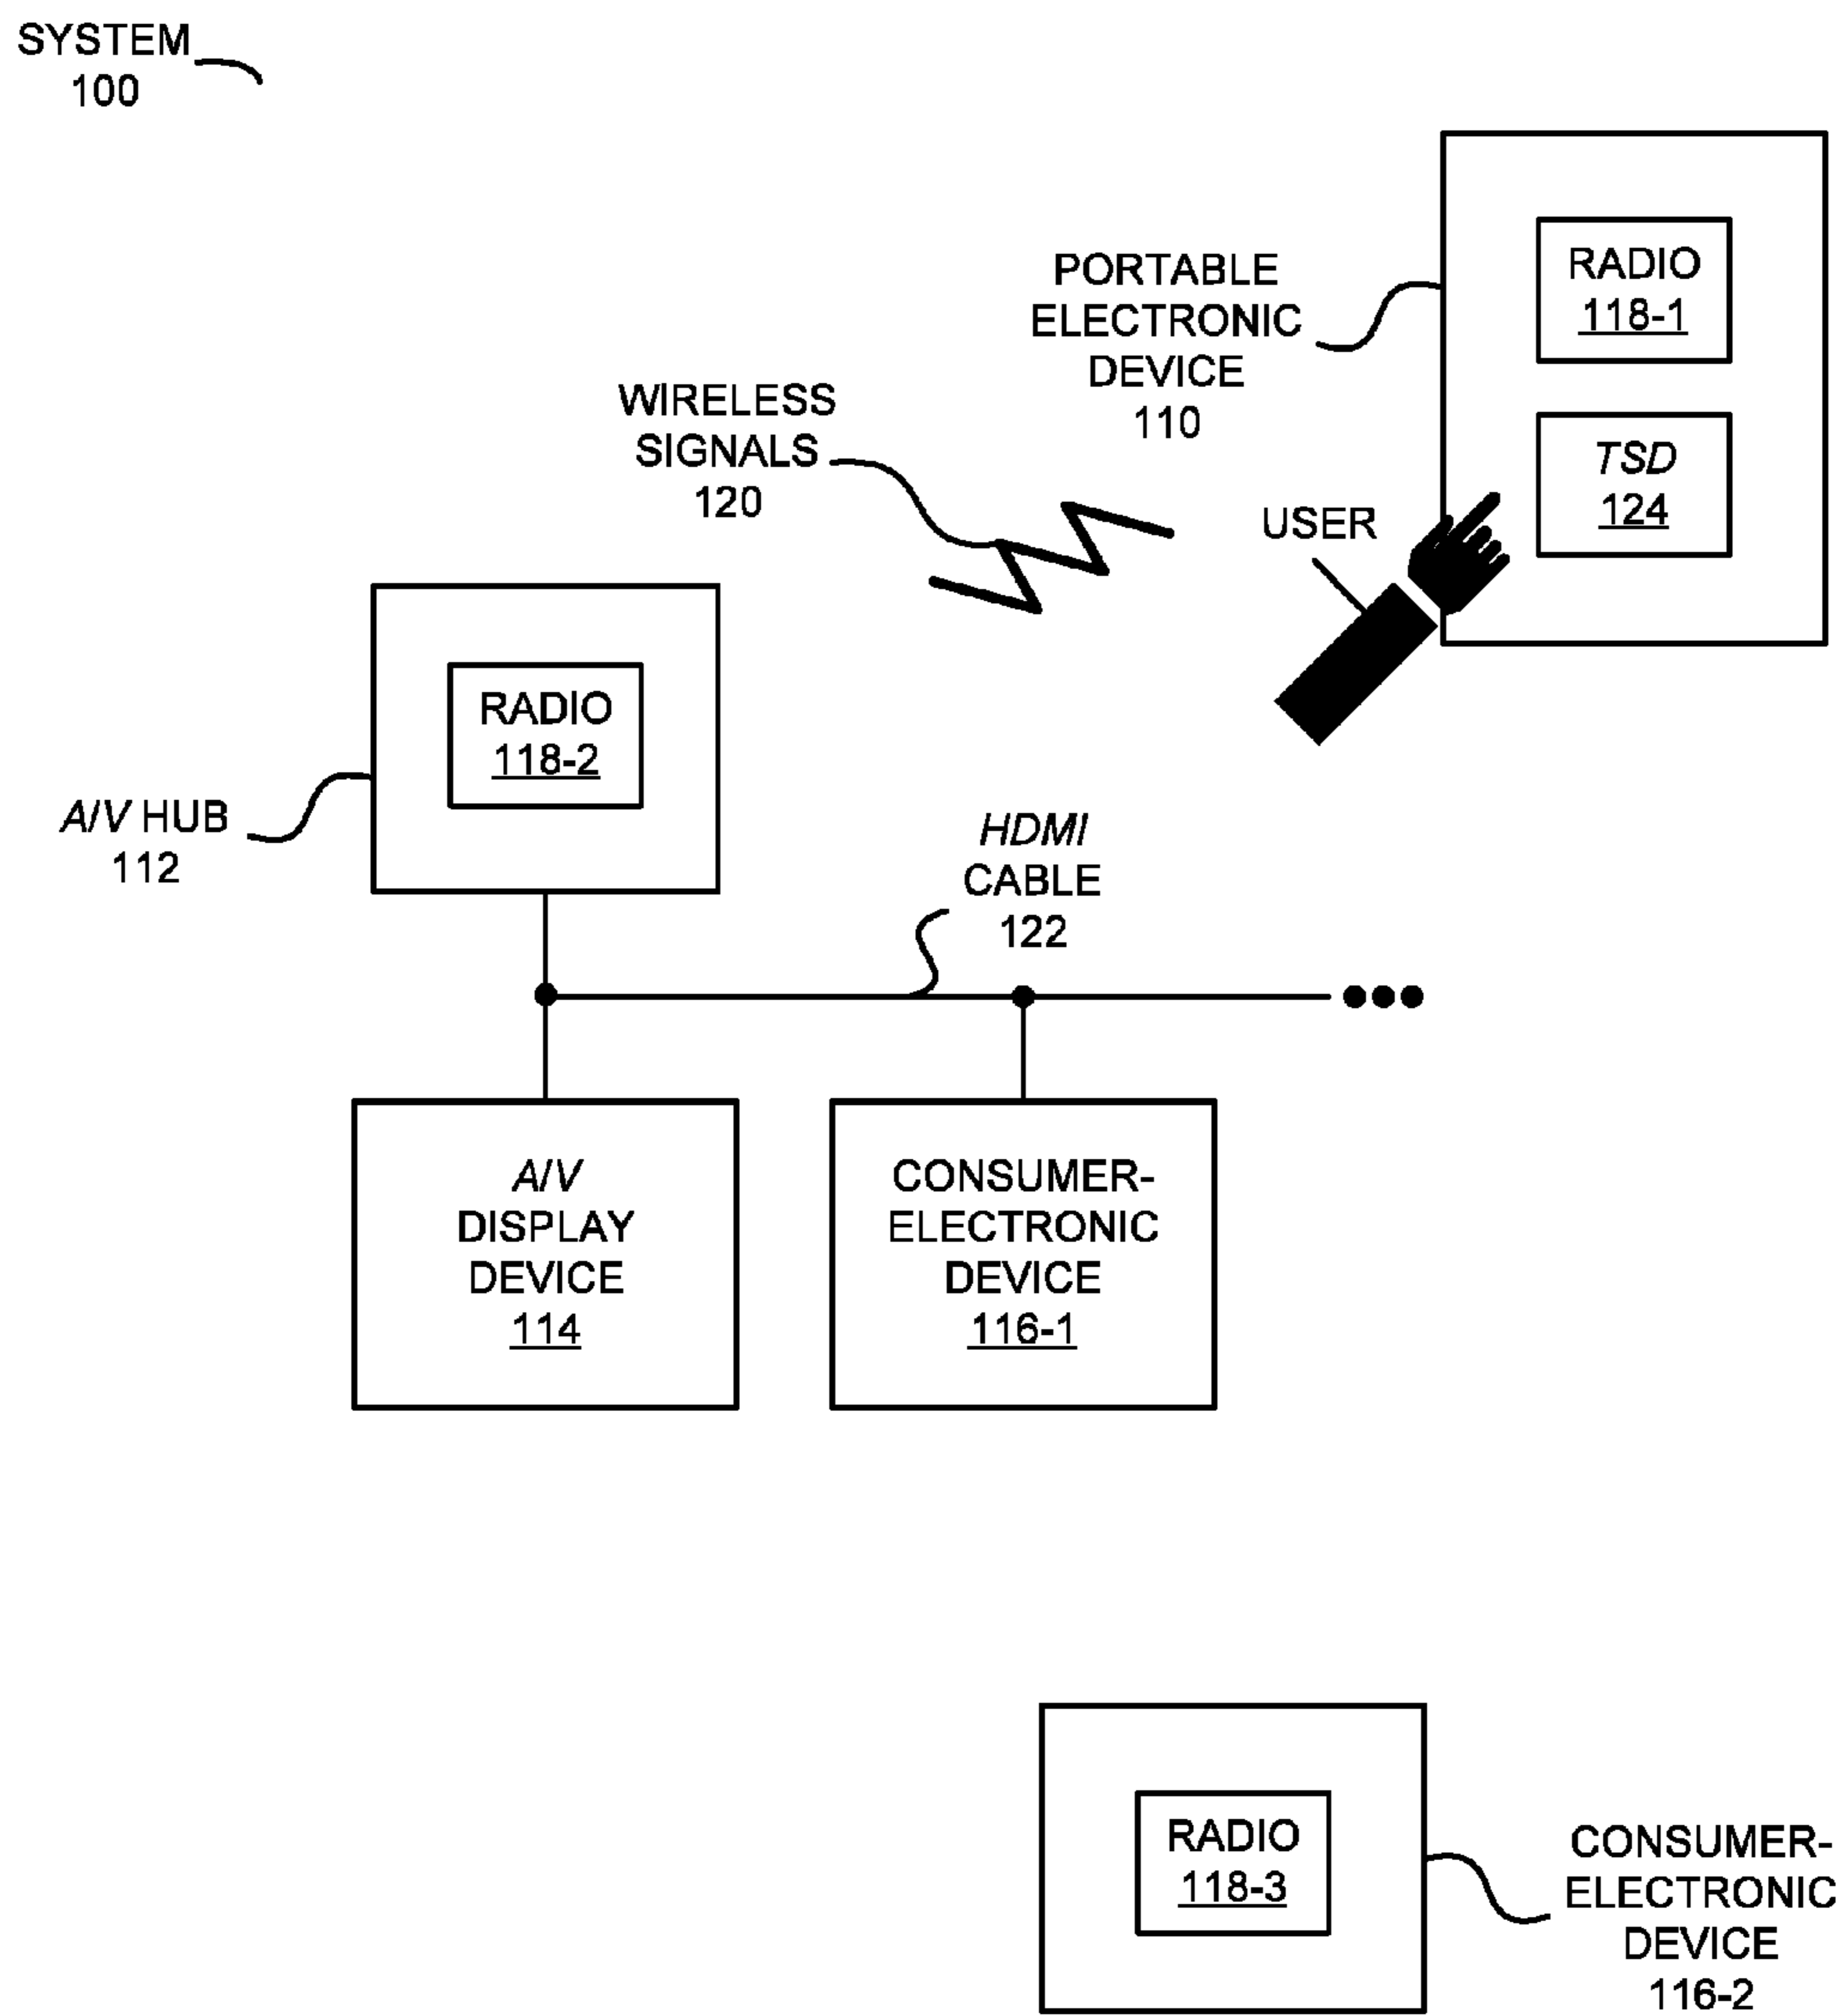 SYSTEM
100
PORTABLE
ELECTRONIC
DEVICE
110
RADIO
118-1
TSD
124
WIRELESS
SIGNALS
120
USER
RADIO
118-2
A/V HUB
112
HDMI
CABLE
122
A/V
DISPLAY
DEVICE
114
CONSUMER-
ELECTRONIC
DEVICE
116-1
RADIO
118-3
CONSUMER-
ELECTRONIC
DEVICE
116-2